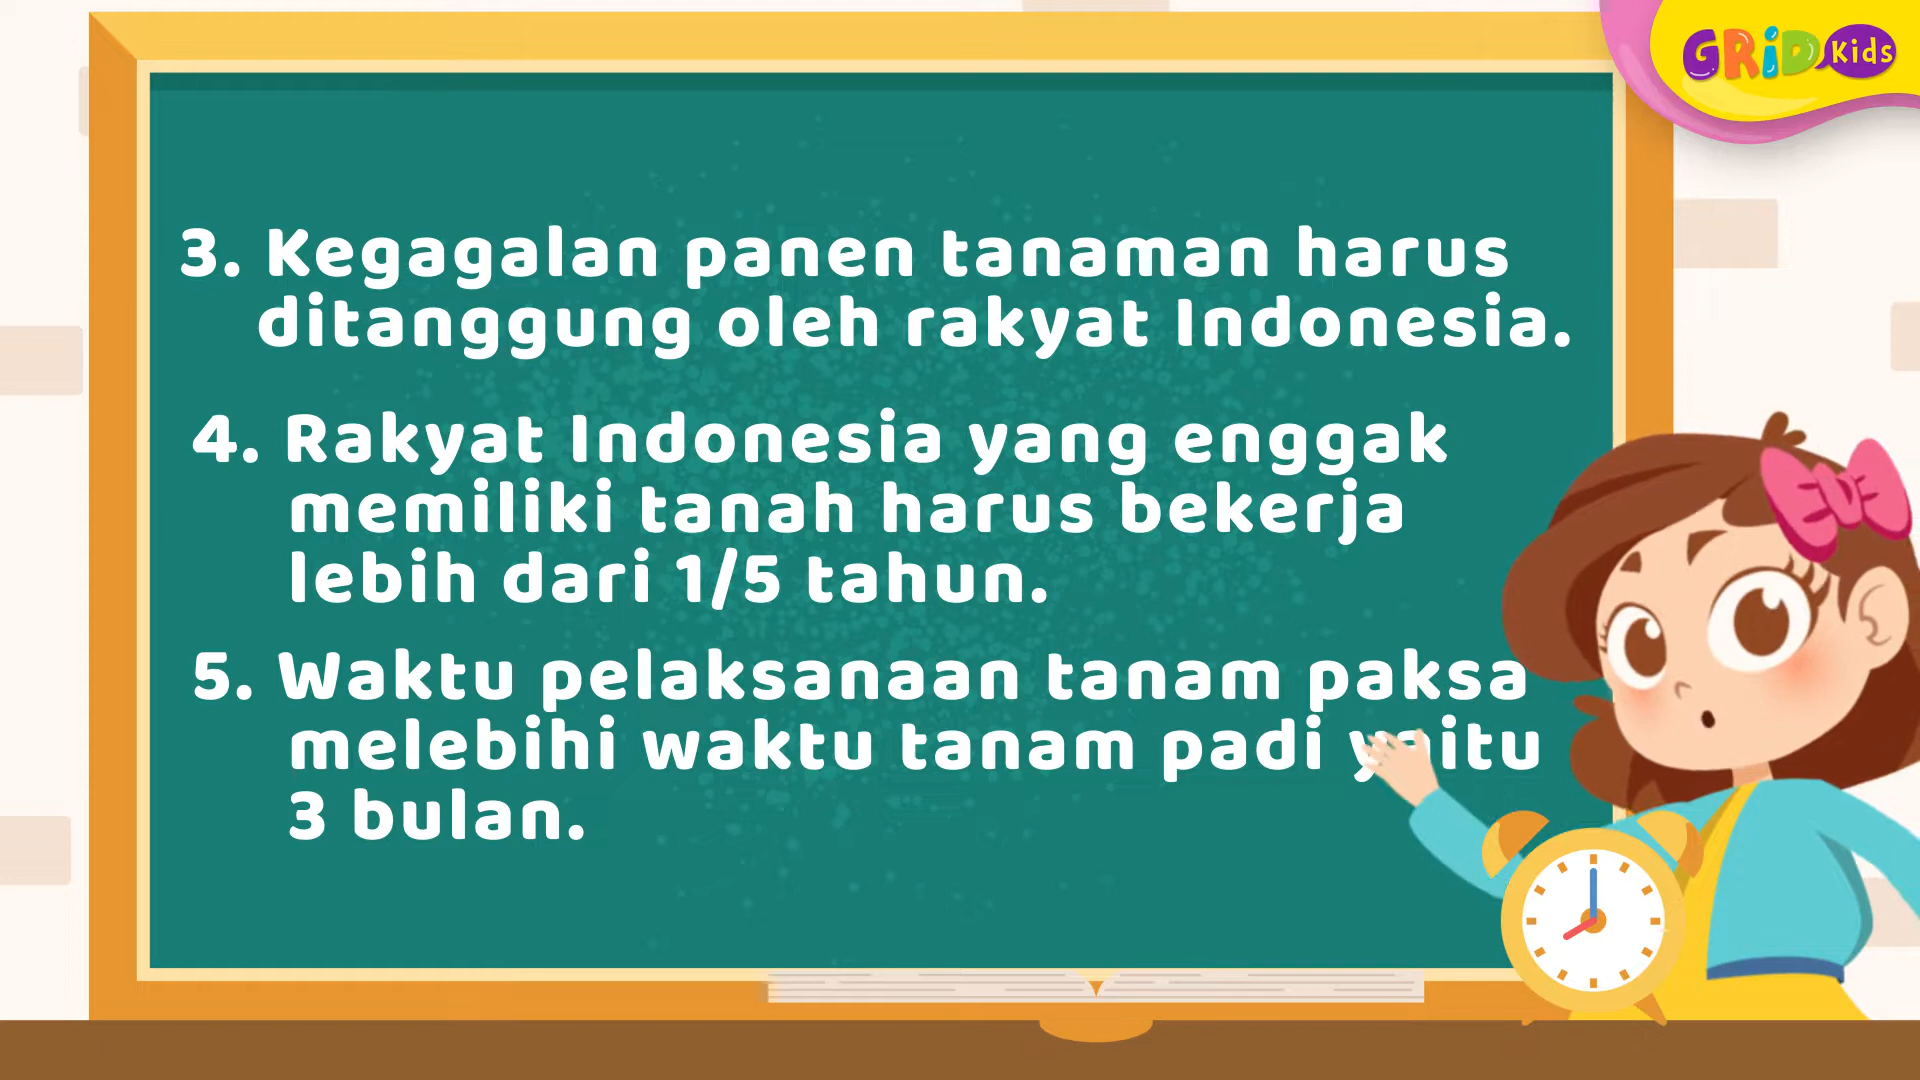 GRiD Kids
3. Kegagalan panen tanaman harus
ditanggung oleh rakyat Indonesia.
4. Rakyat Indonesia yang enggak
memiliki tanah harus bekerja
lebih dari 1/5 tahun.
5. Waktu pelaksanaan tanam paksa
melebihi waktu tanam padi yaitu
3 bulan.